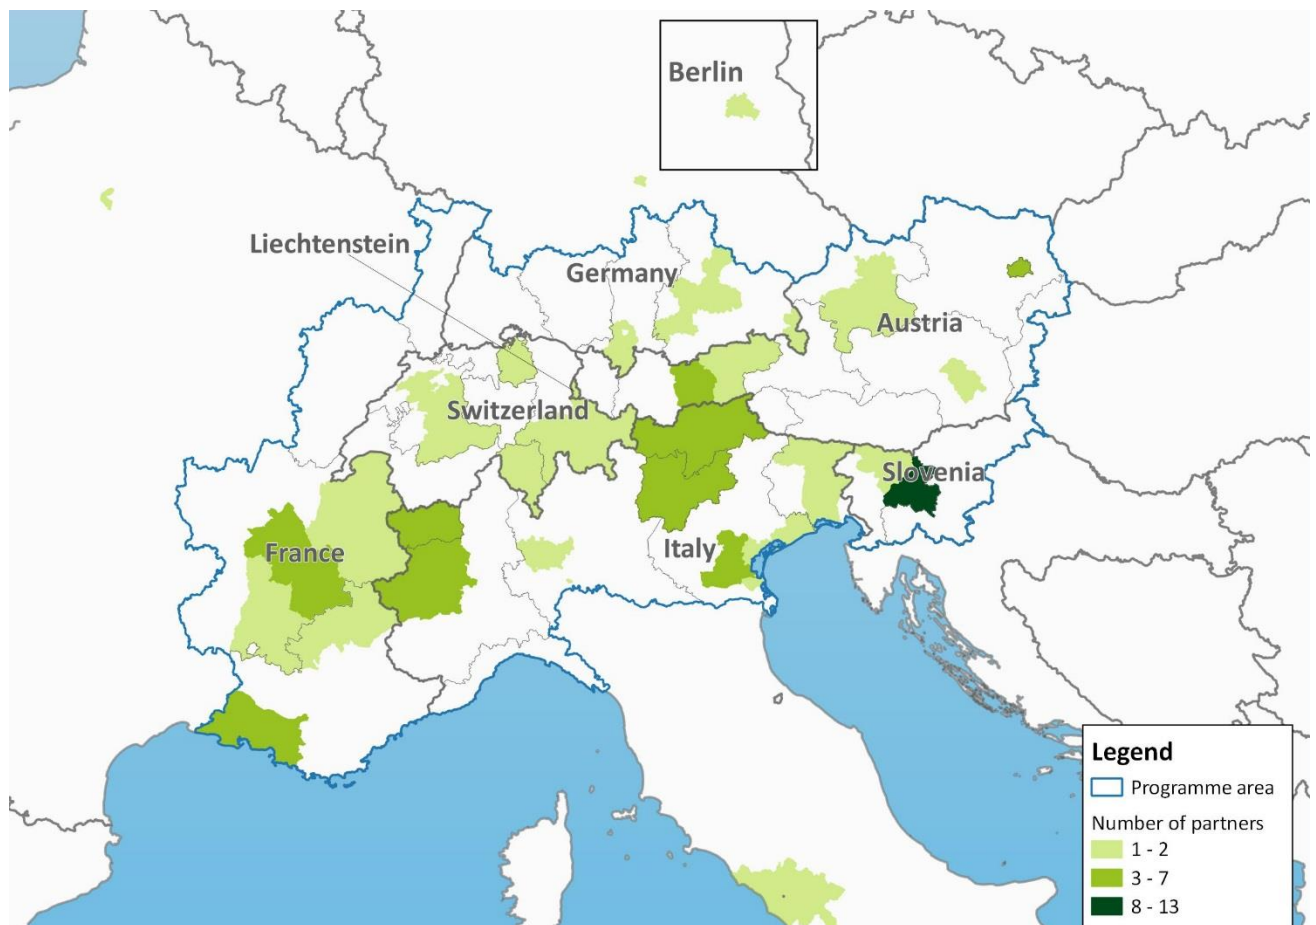 Berlin
Liechtenstein
Germany
Austria
Switzerland
Slovenia
France
Italy
Legend
Programme area
Number of partners
1 - 2
3 - 7
8 - 13